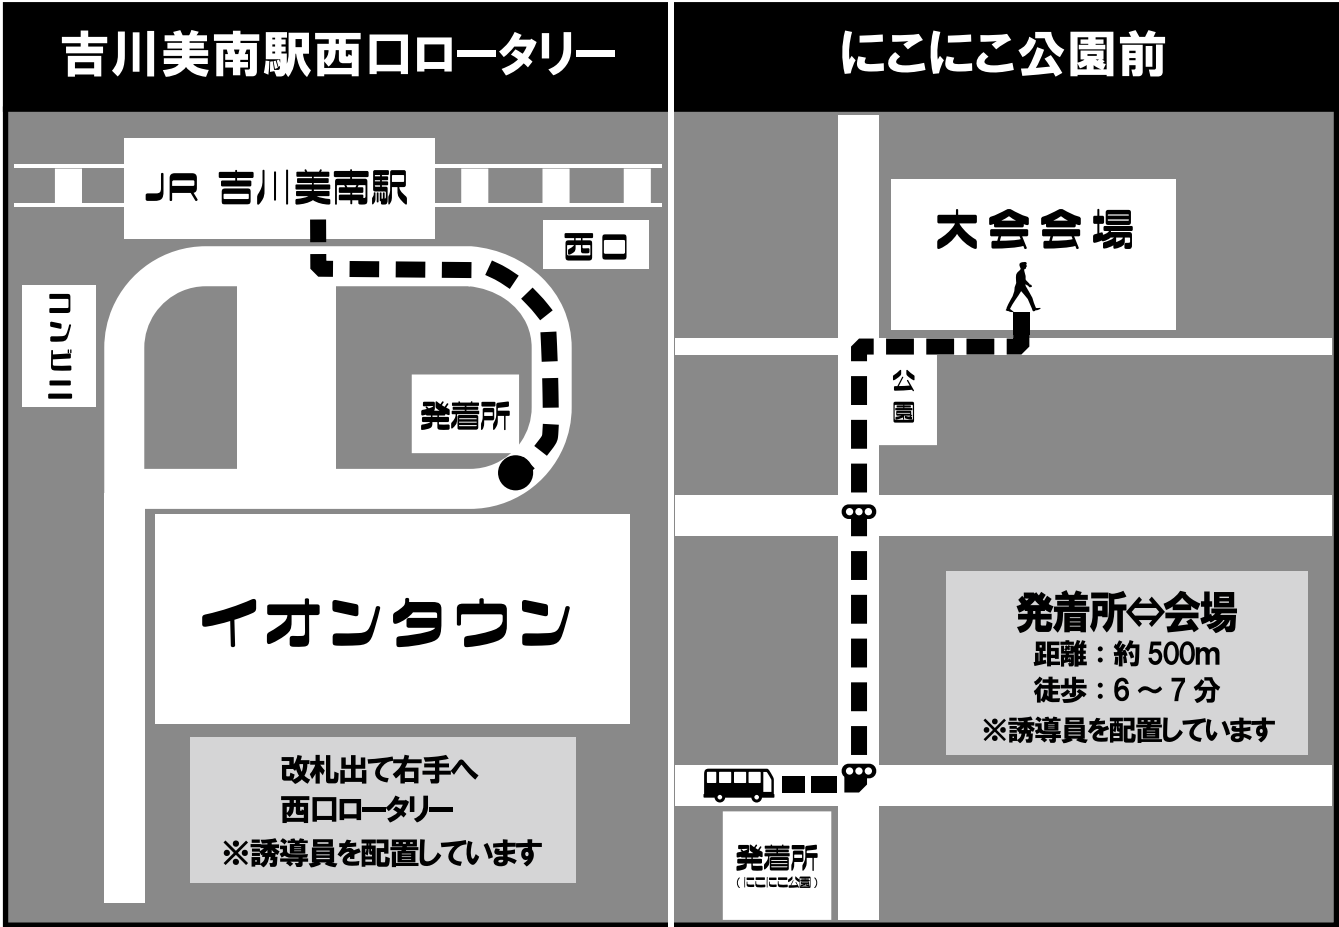 吉川美南駅西口ロータリー
JR 吉川美南駅
西口
コンビニ
発着所
イオンタウン
改札出て右手へ
西口ロータリー
※誘導員を配置しています
にこにこ公園前
大会会場
公園
発着所⇔会場
距離：約 500m
徒歩：6 〜 7 分
※誘導員を配置しています
発着所
(にこにこ公園)